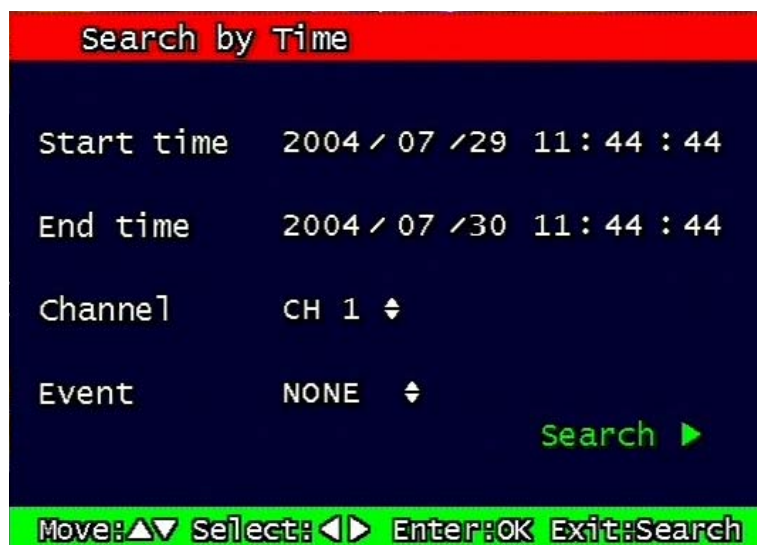 Search by Time
Start time 2004/07/29 11:44:44
End time 2004/07/30 11:44:44
Channel CH 1
Event NONE
Search
Move:△▽ Select:◁▷ Enter:OK Exit:Search